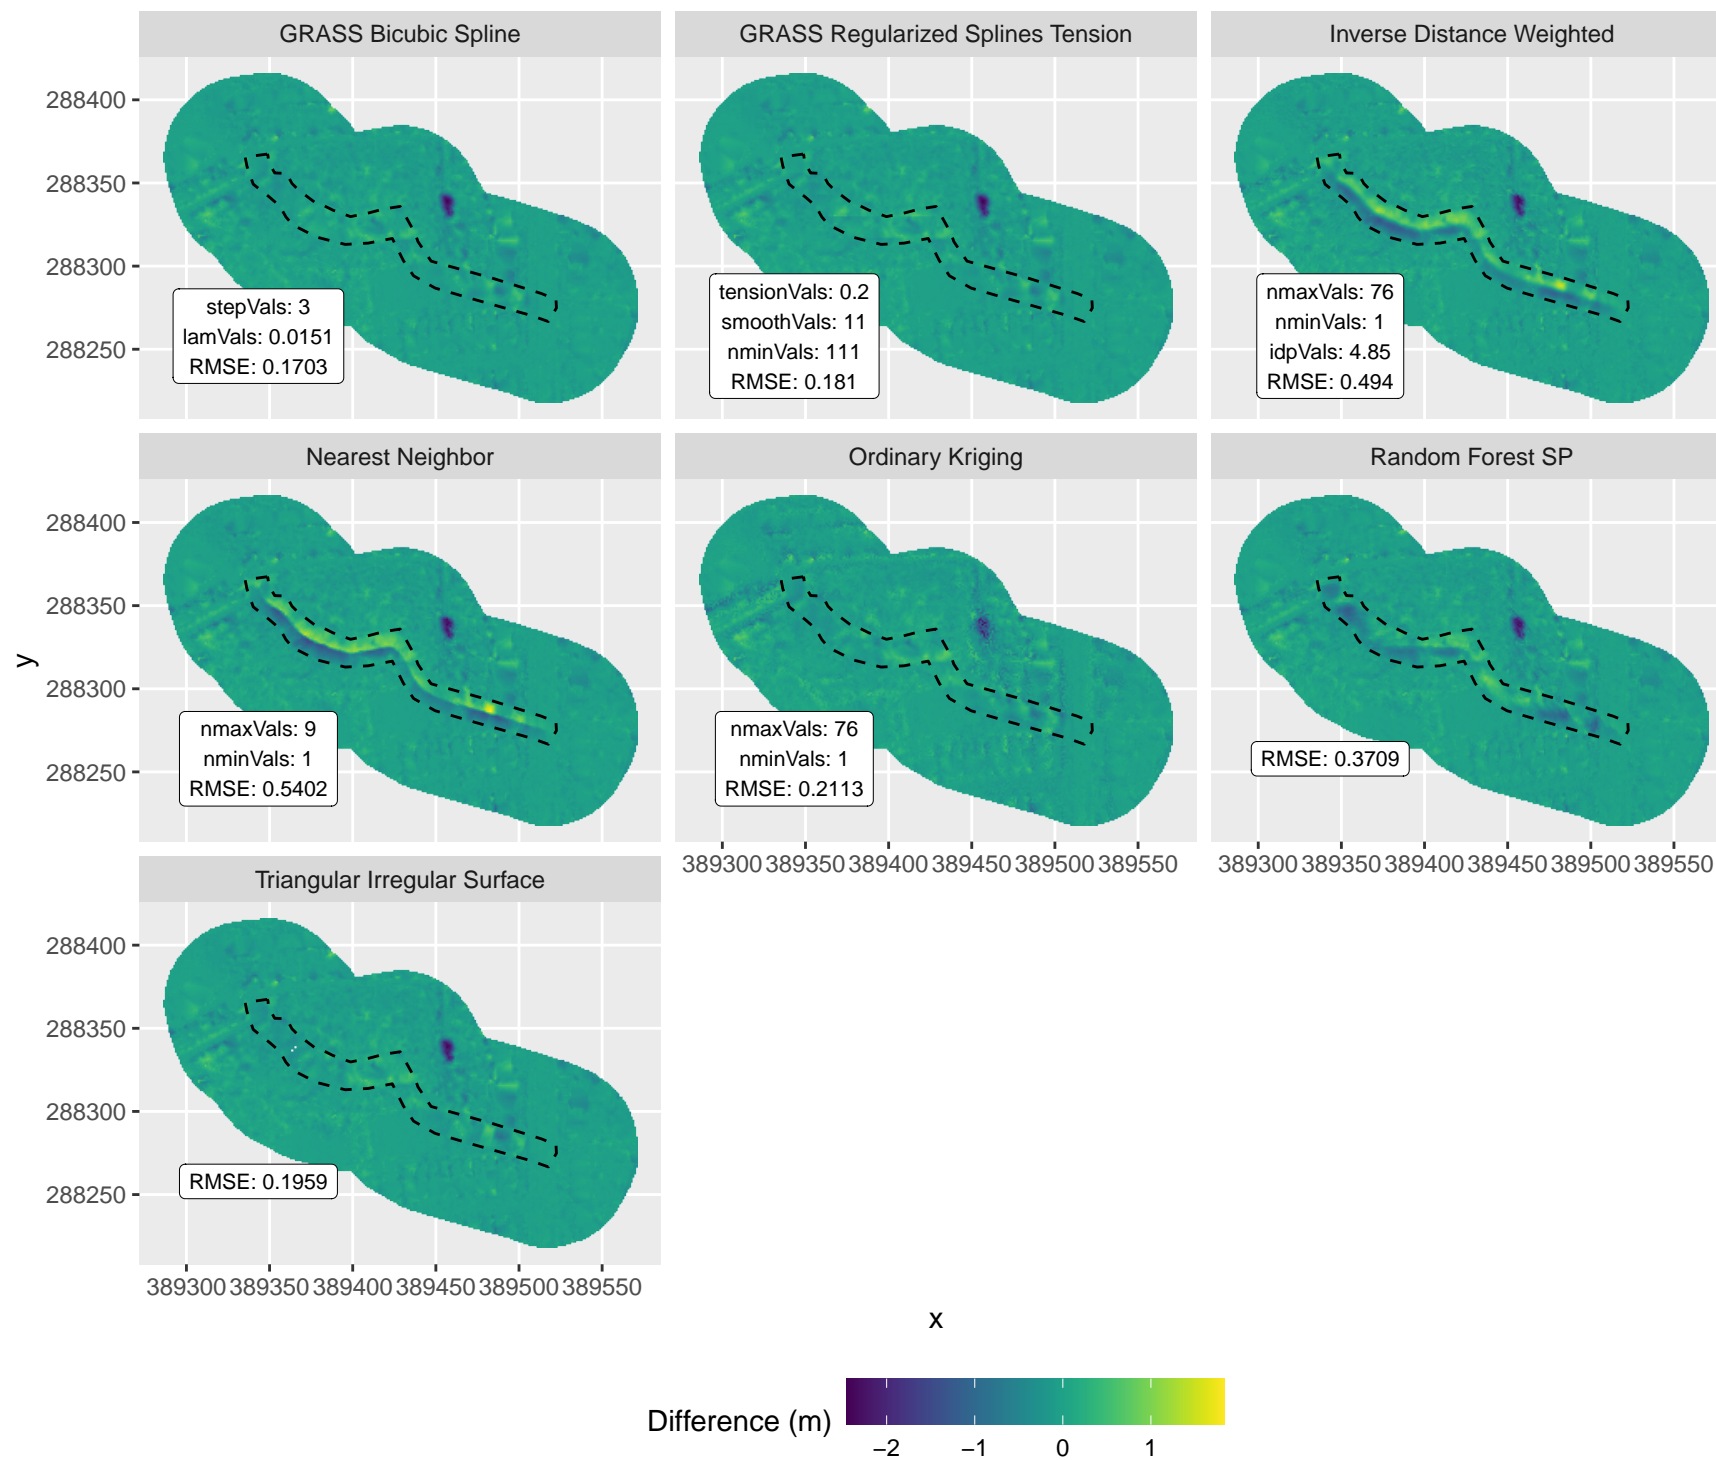 GRASS Bicubic Spline
GRASS Regularized Splines Tension
Inverse Distance Weighted
288400
288350
288300
288250
stepVals: 3
lamVals: 0.0151
RMSE: 0.1703
tensionVals: 0.2
smoothVals: 11
nminVals: 111
RMSE: 0.181
nmaxVals: 76
nminVals: 1
idpVals: 4.85
RMSE: 0.494
Nearest Neighbor
Ordinary Kriging
Random Forest SP
288400
288350
288300
288250
y
nmaxVals: 9
nminVals: 1
RMSE: 0.5402
nmaxVals: 76
nminVals: 1
RMSE: 0.2113
RMSE: 0.3709
389300 389350 389400 389450 389500 389550
389300 389350 389400 389450 389500 389550
Triangular Irregular Surface
288400
288350
288300
288250
RMSE: 0.1959
389300 389350 389400 389450 389500 389550
x
Difference (m)
−2 −1 0 1